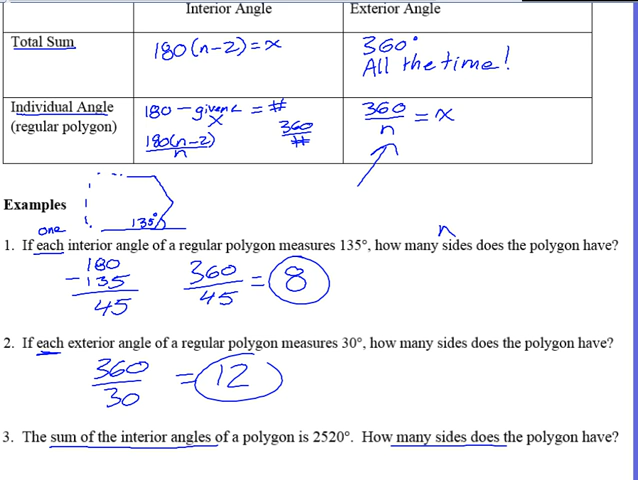 Interior Angle Exterior Angle
Total Sum 180(n-2)=x 360°
All the time!
Individual Angle 180 - given∠ = # 360/n = x
(regular polygon) x 360/#
180(n-2)/n
Examples
135°
one n
1. If each interior angle of a regular polygon measures 135°, how many sides does the polygon have?
180 360/45 = 8
-135
45
2. If each exterior angle of a regular polygon measures 30°, how many sides does the polygon have?
360/30 = 12
3. The sum of the interior angles of a polygon is 2520°. How many sides does the polygon have?